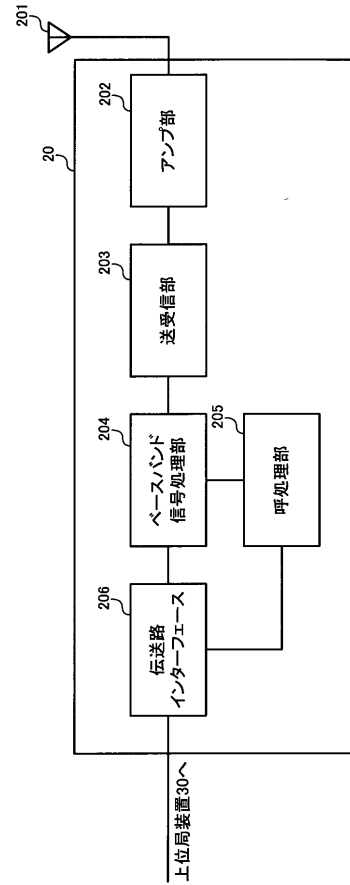 201
20
202
アンプ部
203
送受信部
204
ベースバンド
信号処理部
205
呼処理部
206
伝送路
インターフェース
上位局装置30へ